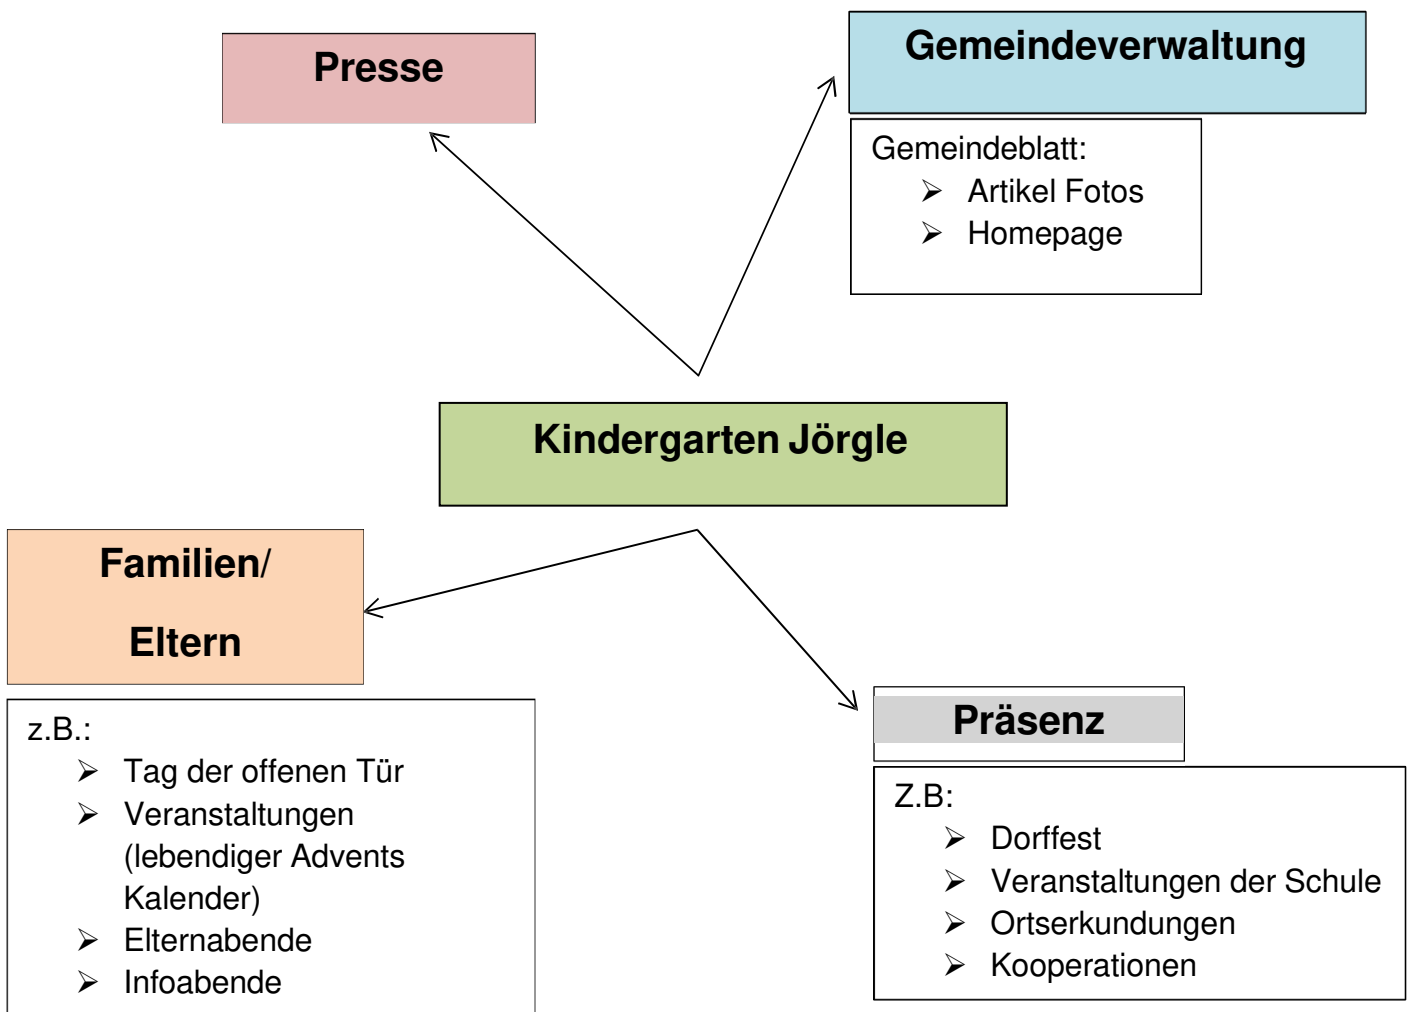 Presse
Gemeindeverwaltung
Gemeindeblatt:
➢ Artikel Fotos
➢ Homepage
Kindergarten Jörgle
Familien/
Eltern
z.B.:
➢ Tag der offenen Tür
➢ Veranstaltungen
(lebendiger Advents
Kalender)
➢ Elternabende
➢ Infoabende
Präsenz
Z.B:
➢ Dorffest
➢ Veranstaltungen der Schule
➢ Ortserkundungen
➢ Kooperationen